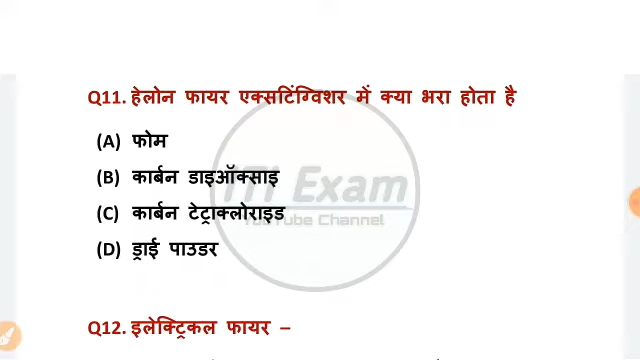 Q11. हेलोन फायर एक्सटिंग्विशर में क्या भरा होता है
(A) फोम
(B) कार्बन डाइऑक्साइ
(C) कार्बन टेट्राक्लोराइड
(D) ड्राई पाउडर
ITI Exam
YouTube Channel
Q12. इलेक्ट्रिकल फायर –